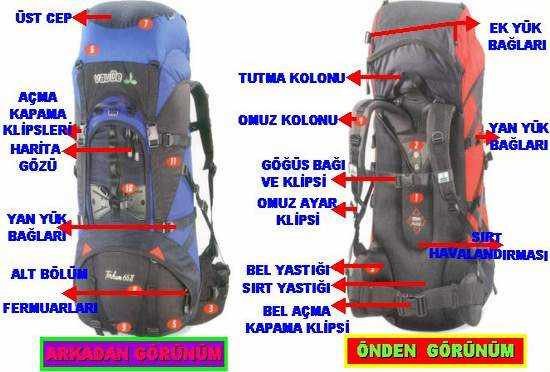 ÜST CEP
AÇMA
KAPAMA
KLİPSLERİ
HARİTA
GÖZÜ
YAN YÜK
BAĞLARI
ALT BÖLÜM
FERMUARLARI
VAUDE
ARKADAN GÖRÜNÜM
EK YÜK
BAĞLARI
TUTMA KOLONU
OMUZ KOLONU
YAN YÜK
BAĞLARI
GÖĞÜS BAĞI
VE KLİPSİ
OMUZ AYAR
KLİPSİ
SIRT
HAVALANDIRMASI
BEL YASTIĞI
SIRT YASTIĞI
BEL AÇMA
KAPAMA KLİPSİ
ÖNDEN GÖRÜNÜM